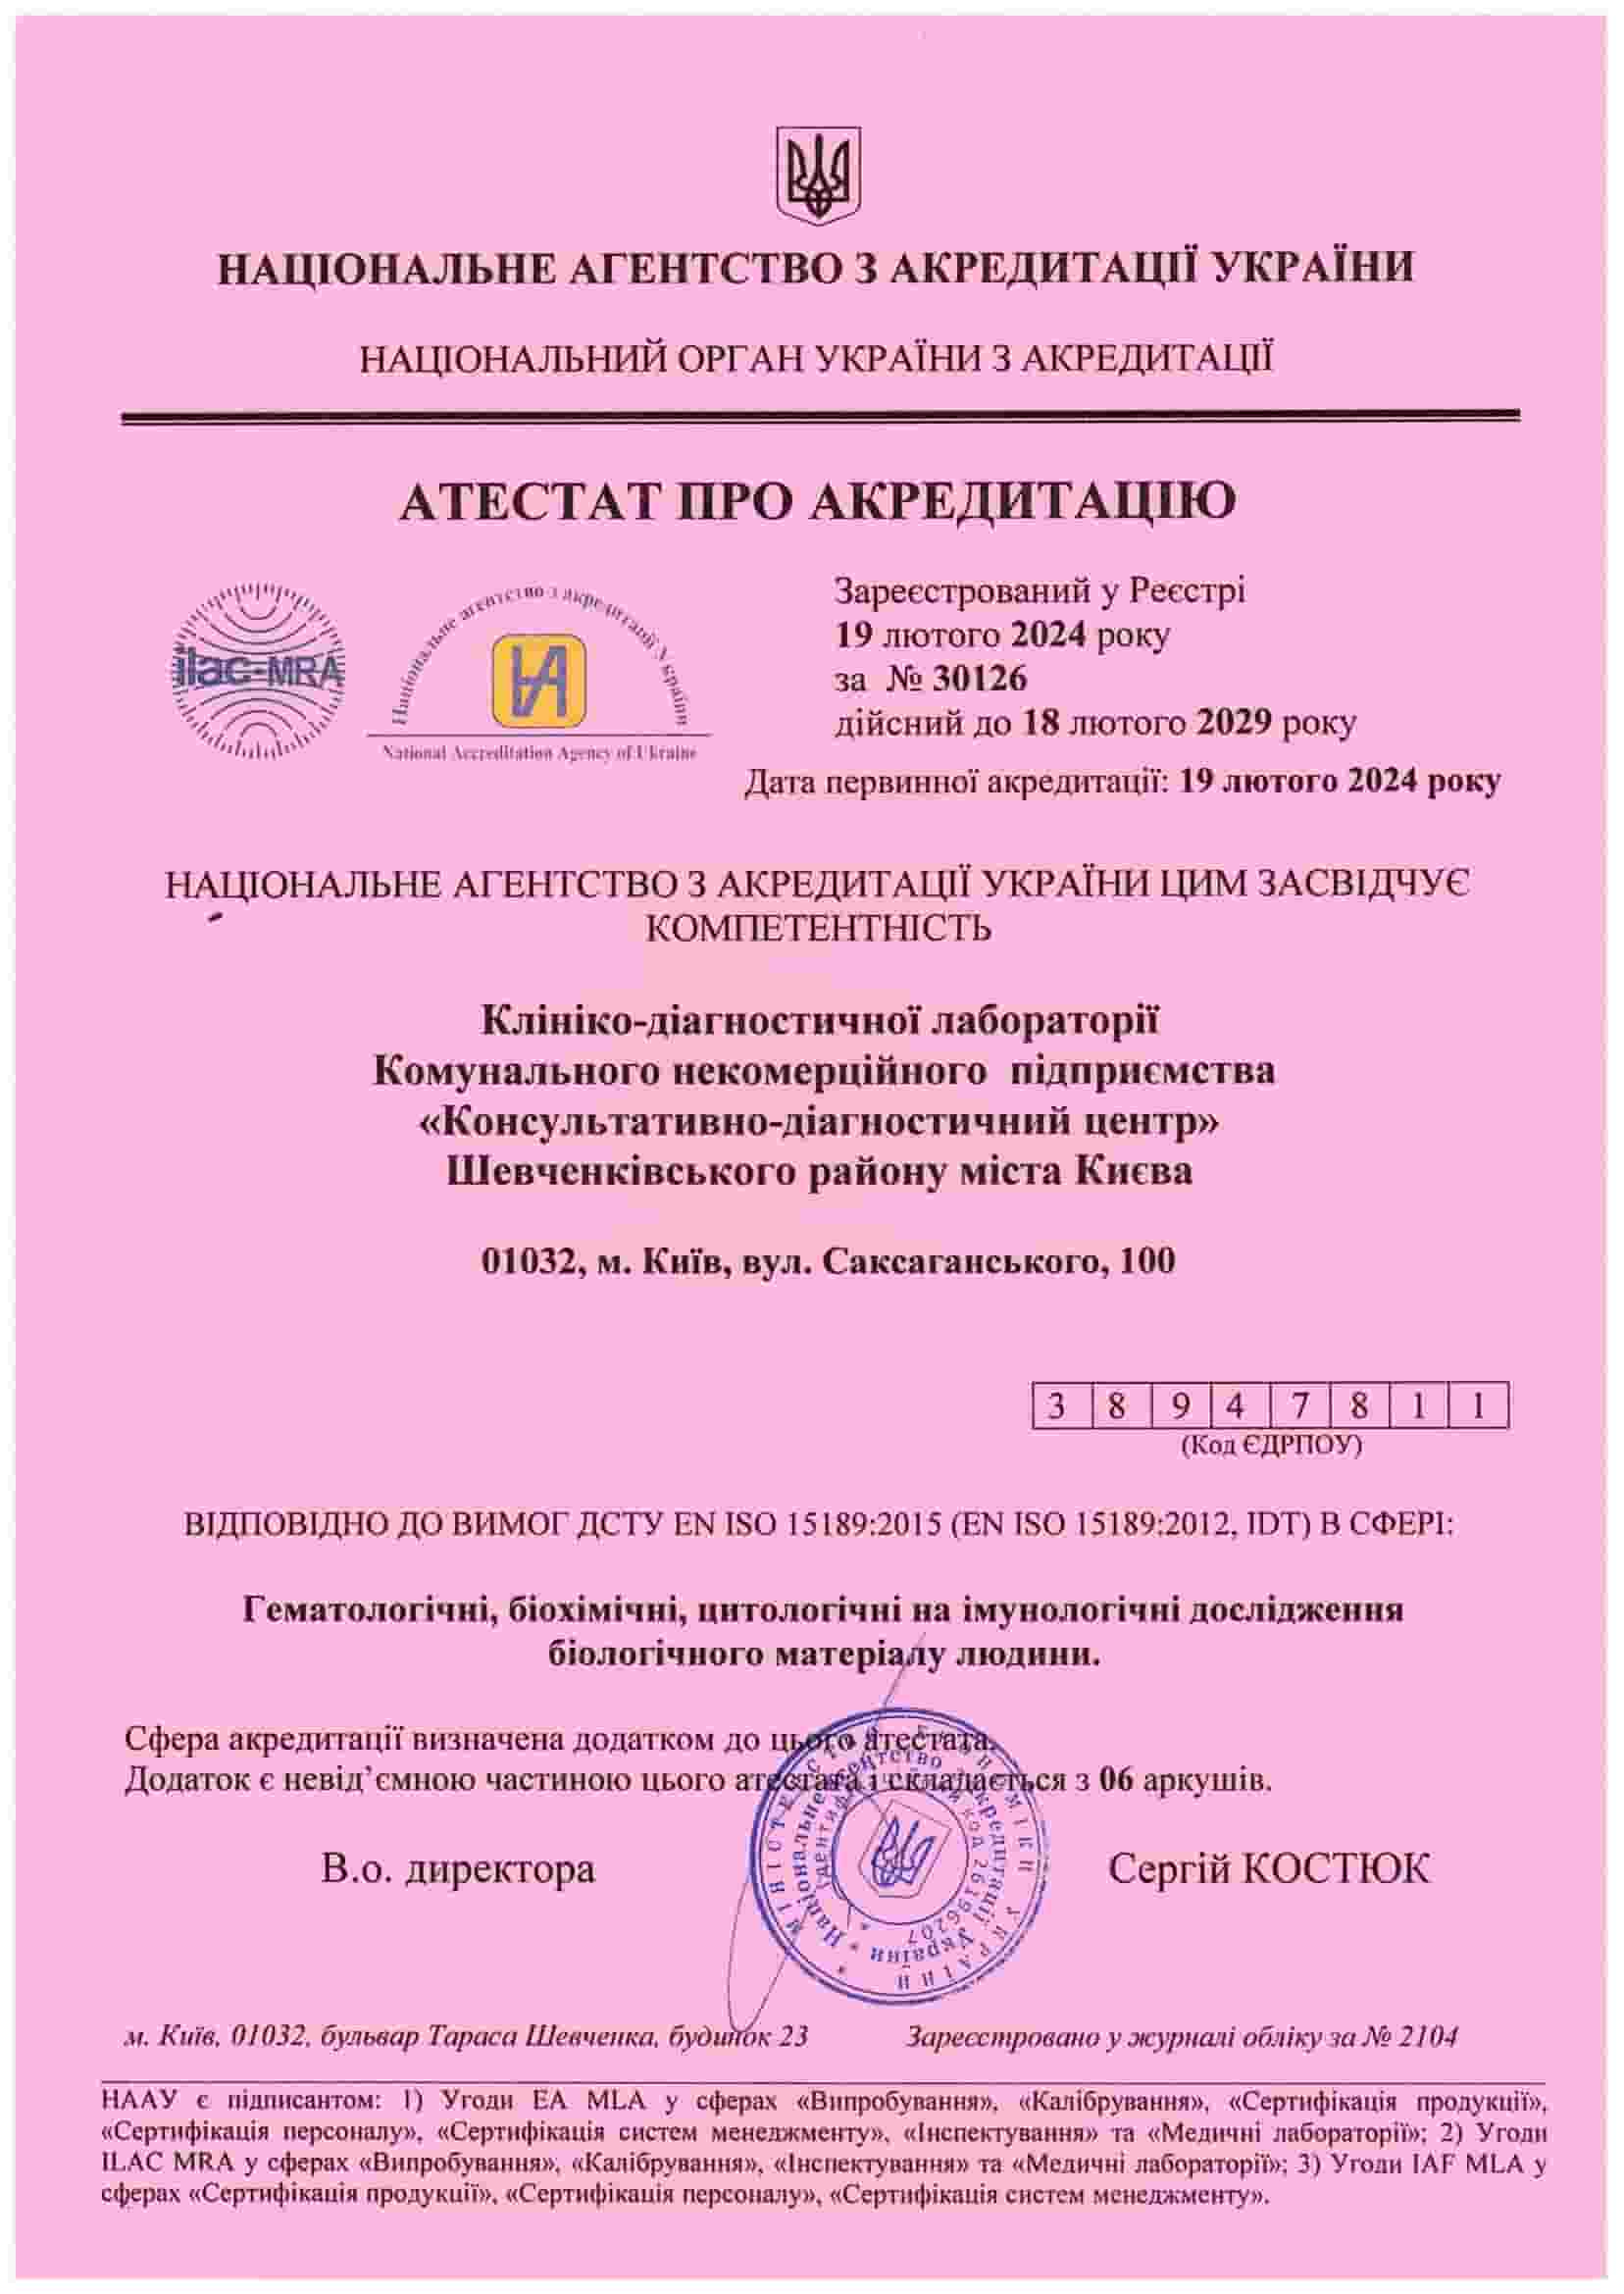 НАЦІОНАЛЬНЕ АГЕНТСТВО З АКРЕДИТАЦІЇ УКРАЇНИ
НАЦІОНАЛЬНИЙ ОРГАН УКРАЇНИ З АКРЕДИТАЦІЇ
АТЕСТАТ ПРО АКРЕДИТАЦІЮ
ilac-MRA
Національне агентство з акредитації України
National Accreditation Agency of Ukraine
Зареєстрований у Реєстрі
19 лютого 2024 року
за № 30126
дійсний до 18 лютого 2029 року
Дата первинної акредитації: 19 лютого 2024 року
НАЦІОНАЛЬНЕ АГЕНТСТВО З АКРЕДИТАЦІЇ УКРАЇНИ ЦИМ ЗАСВІДЧУЄ
КОМПЕТЕНТНІСТЬ
Клініко-діагностичної лабораторії
Комунального некомерційного підприємства
«Консультативно-діагностичний центр»
Шевченківського району міста Києва
01032, м. Київ, вул. Саксаганського, 100
3 8 9 4 7 8 1 1
(Код ЄДРПОУ)
ВІДПОВІДНО ДО ВИМОГ ДСТУ EN ISO 15189:2015 (EN ISO 15189:2012, IDT) В СФЕРІ:
Гематологічні, біохімічні, цитологічні на імунологічні дослідження
біологічного матеріалу людини.
Сфера акредитації визначена додатком до цього атестата.
Додаток є невід’ємною частиною цього атестата і складається з 06 аркушів.
В.о. директора
Сергій КОСТЮК
МІНІСТЕРСТВО ЕКОНОМІКИ УКРАЇНИ
Національне агентство з акредитації України
Ідентифікаційний код 26196207
м. Київ, 01032, бульвар Тараса Шевченка, будинок 23
Зареєстровано у журналі обліку за № 2104
НААУ є підписантом: 1) Угоди EA MLA у сферах «Випробування», «Калібрування», «Сертифікація продукції»,
«Сертифікація персоналу», «Сертифікація систем менеджменту», «Інспектування» та «Медичні лабораторії»; 2) Угоди
ILAC MRA у сферах «Випробування», «Калібрування», «Інспектування» та «Медичні лабораторії»; 3) Угоди IAF MLA у
сферах «Сертифікація продукції», «Сертифікація персоналу», «Сертифікація систем менеджменту».